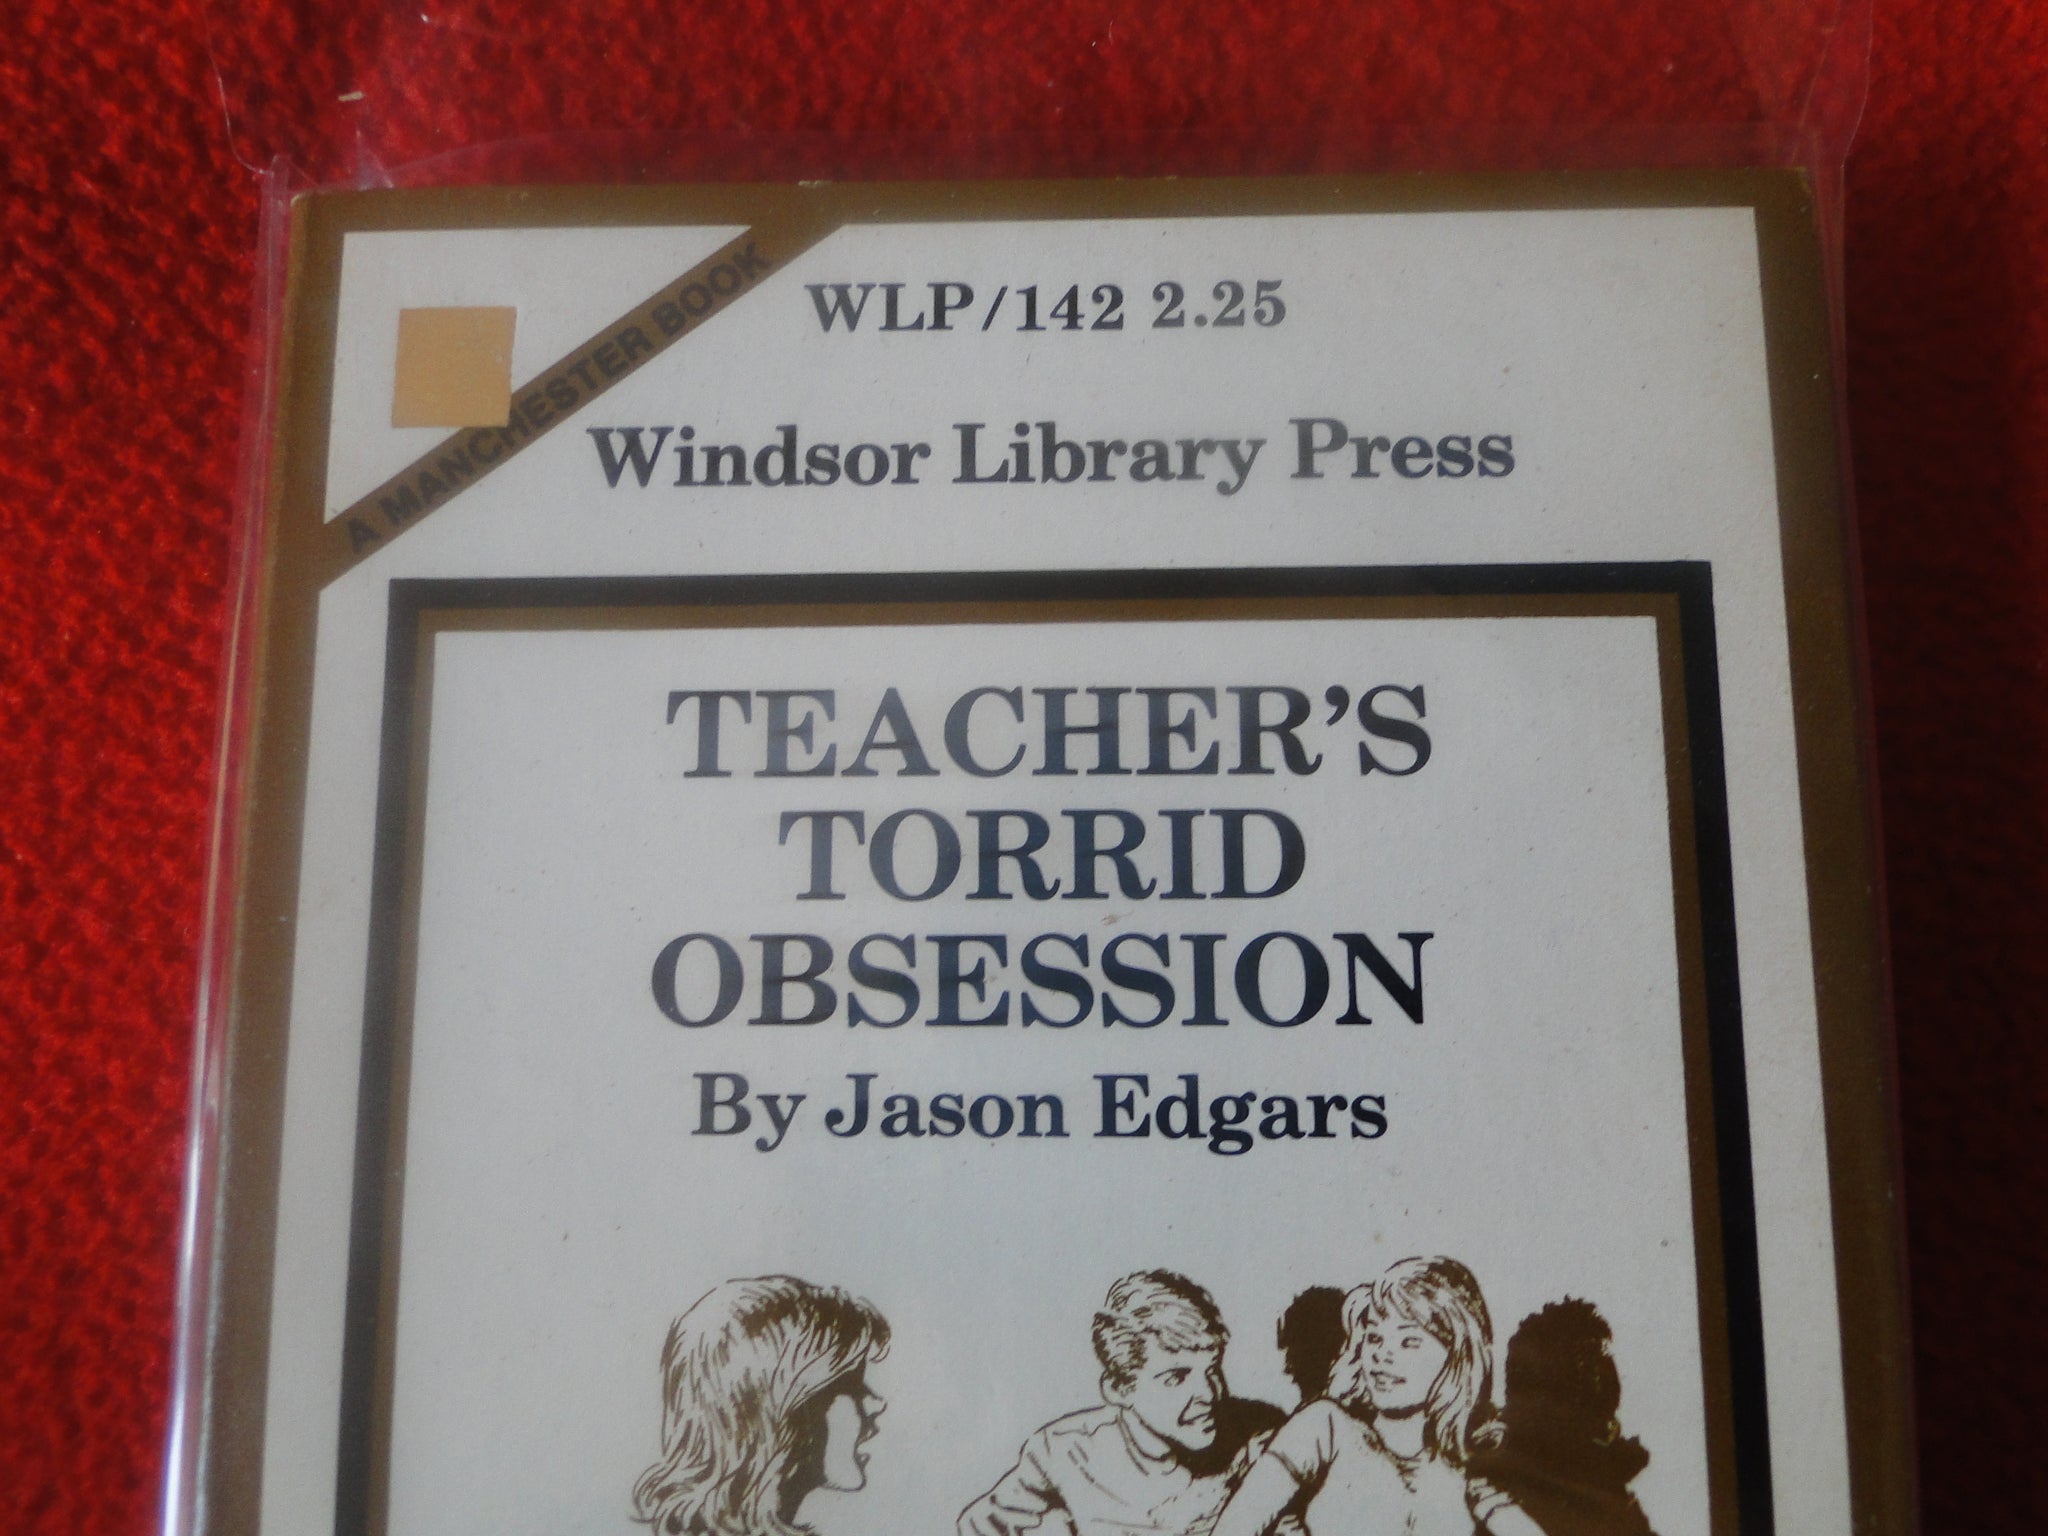 A MANCHESTER BOOK
WLP/142 2.25
Windsor Library Press
TEACHER'S
TORRID
OBSESSION
By Jason Edgars